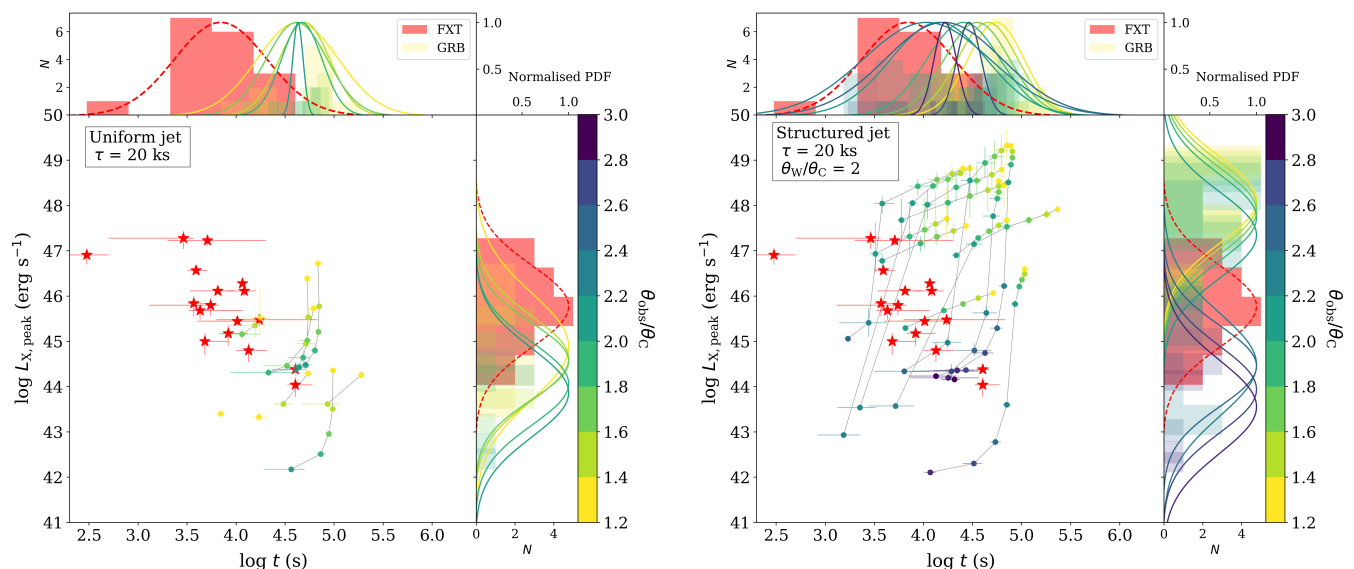 6
4
2
50
N
FXT
GRB
1.0
0.5
Normalised PDF
0.5 1.0
Uniform jet
τ = 20 ks
49
48
47
46
45
44
43
42
41
log L_X, peak (erg s⁻¹)
2.5 3.0 3.5 4.0 4.5 5.0 5.5 6.0
log t (s)
0 2 4
N
3.0
2.8
2.6
2.4
2.2
2.0
1.8
1.6
1.4
1.2
θ_obs/θ_C
6
4
2
50
N
FXT
GRB
1.0
0.5
Normalised PDF
0.5 1.0
Structured jet
τ = 20 ks
θ_W/θ_C = 2
49
48
47
46
45
44
43
42
41
log L_X, peak (erg s⁻¹)
2.5 3.0 3.5 4.0 4.5 5.0 5.5 6.0
log t (s)
0 2 4
N
3.0
2.8
2.6
2.4
2.2
2.0
1.8
1.6
1.4
1.2
θ_obs/θ_C